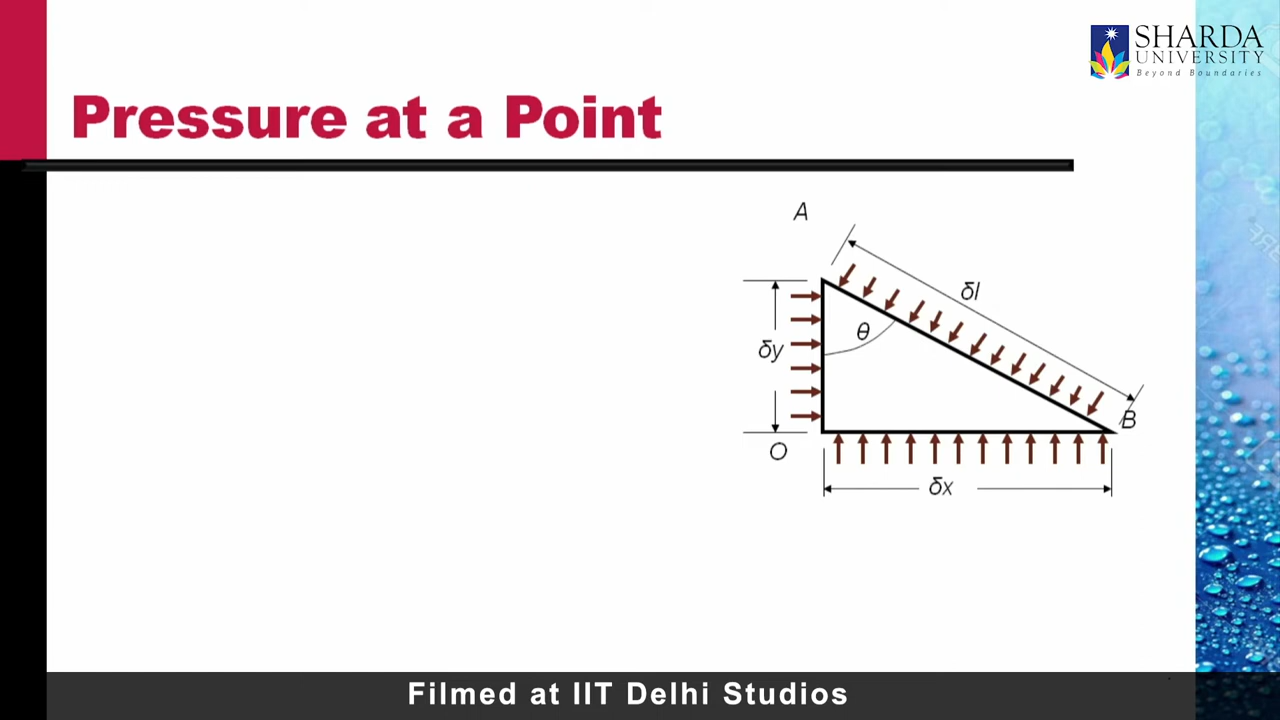 SHARDA
UNIVERSITY
Beyond Boundaries
Pressure at a Point
A
δl
θ
δy
B
O
δx
Filmed at IIT Delhi Studios